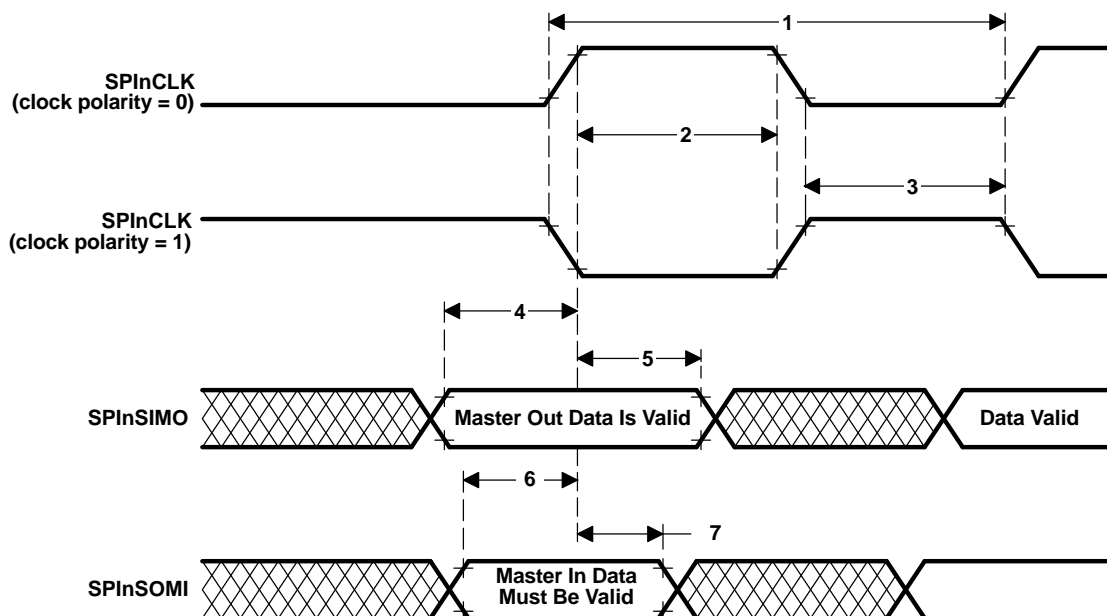 1
SPInCLK
(clock polarity = 0)
2
3
SPInCLK
(clock polarity = 1)
4
5
SPInSIMO
Master Out Data Is Valid
Data Valid
6
7
SPInSOMI
Master In Data
Must Be Valid